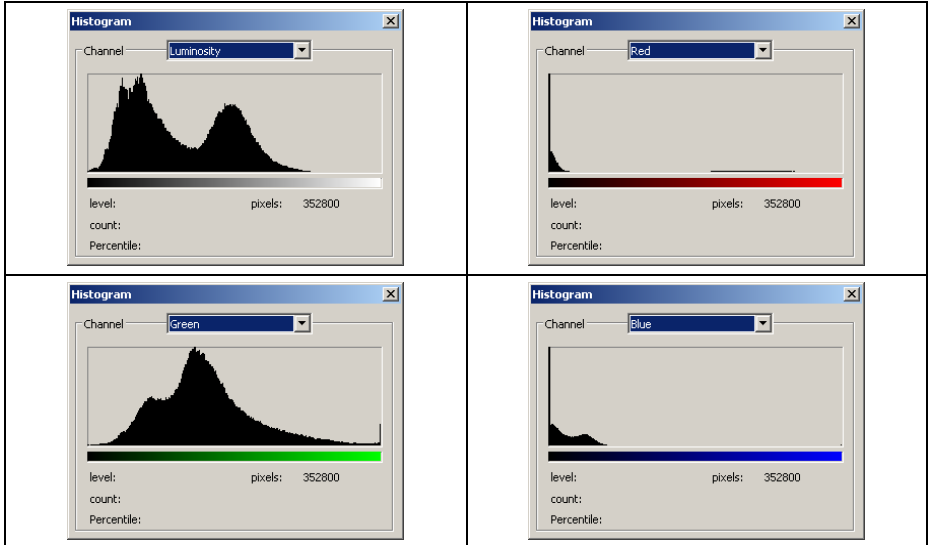 Histogram
Channel Luminosity
level: pixels: 352800
count:
Percentile:
Histogram
Channel Red
level: pixels: 352800
count:
Percentile:
Histogram
Channel Green
level: pixels: 352800
count:
Percentile:
Histogram
Channel Blue
level: pixels: 352800
count:
Percentile: